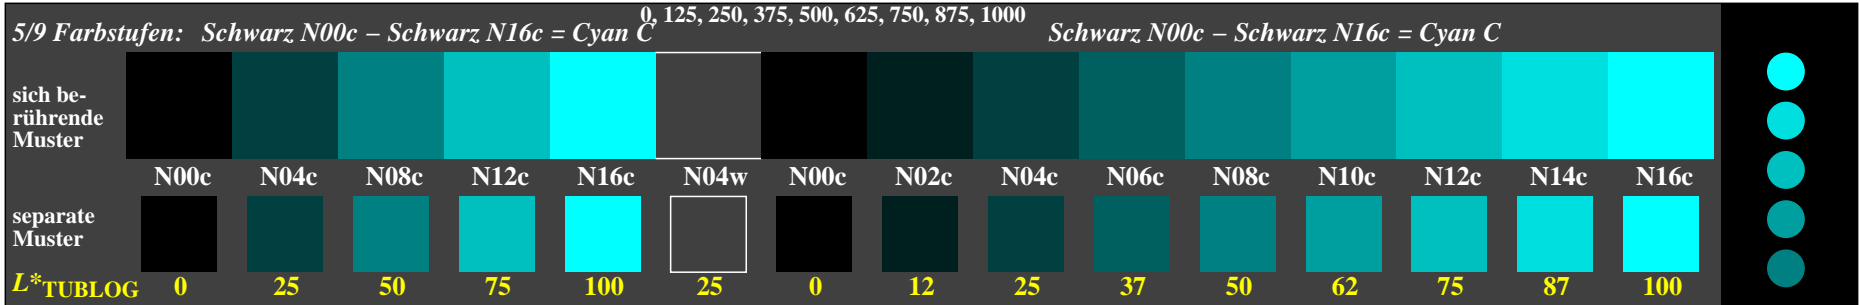 0, 125, 250, 375, 500, 625, 750, 875, 1000
5/9 Farbstufen: Schwarz N00c – Schwarz N16c = Cyan C
Schwarz N00c – Schwarz N16c = Cyan C
sich be-
rührende
Muster
N00c N04c N08c N12c N16c N04w N00c N02c N04c N06c N08c N10c N12c N14c N16c
separate
Muster
L*TUBLOG 0 25 50 75 100 25 0 12 25 37 50 62 75 87 100